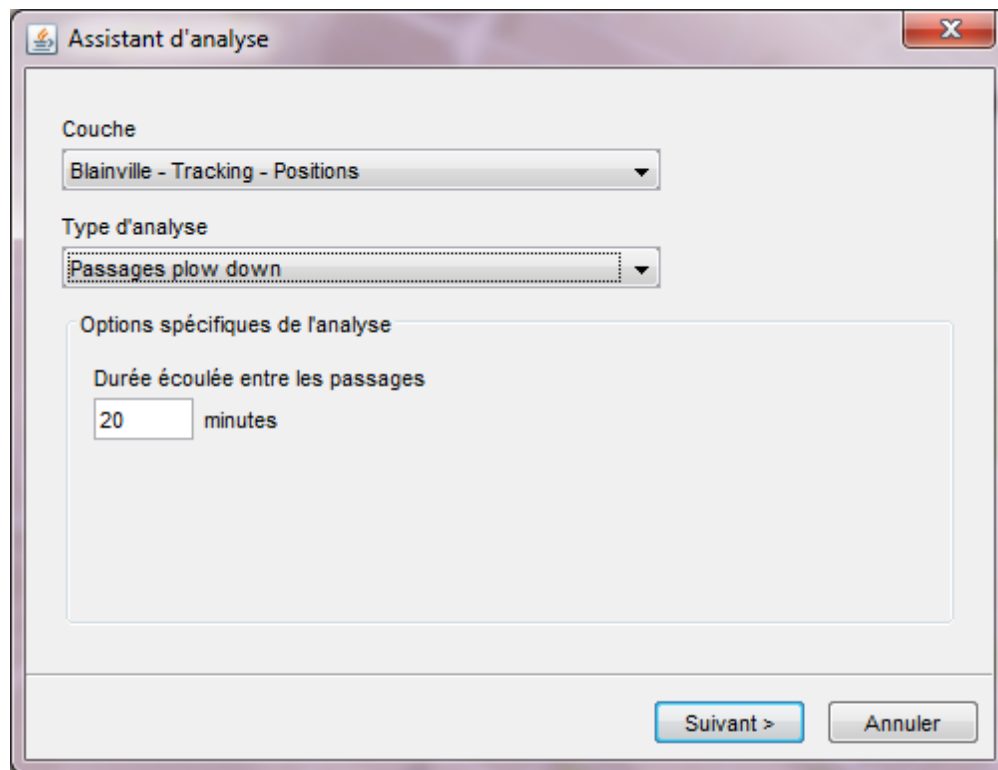 Assistant d'analyse
Couche
Blainville - Tracking - Positions
Type d'analyse
Passages plow down
Options spécifiques de l'analyse
Durée écoulée entre les passages
20 minutes
Suivant > Annuler